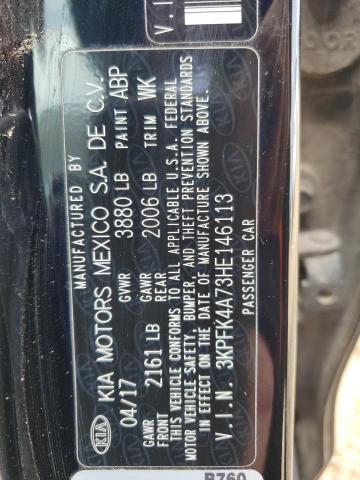 MANUFACTURED BY
KIA KIA MOTORS MEXICO S.A. DE C.V.
04/17 GVWR 3880 LB PAINT ABP
GAWR FRONT 2161 LB GAWR REAR 2006 LB TRIM WK
THIS VEHICLE CONFORMS TO ALL APPLICABLE U.S.A. FEDERAL
MOTOR VEHICLE SAFETY, BUMPER, AND THEFT PREVENTION STANDARDS
IN EFFECT ON THE DATE OF MANUFACTURE SHOWN ABOVE.
V.I.N. 3KPFK4A73HE146113
PASSENGER CAR
V.I
B760